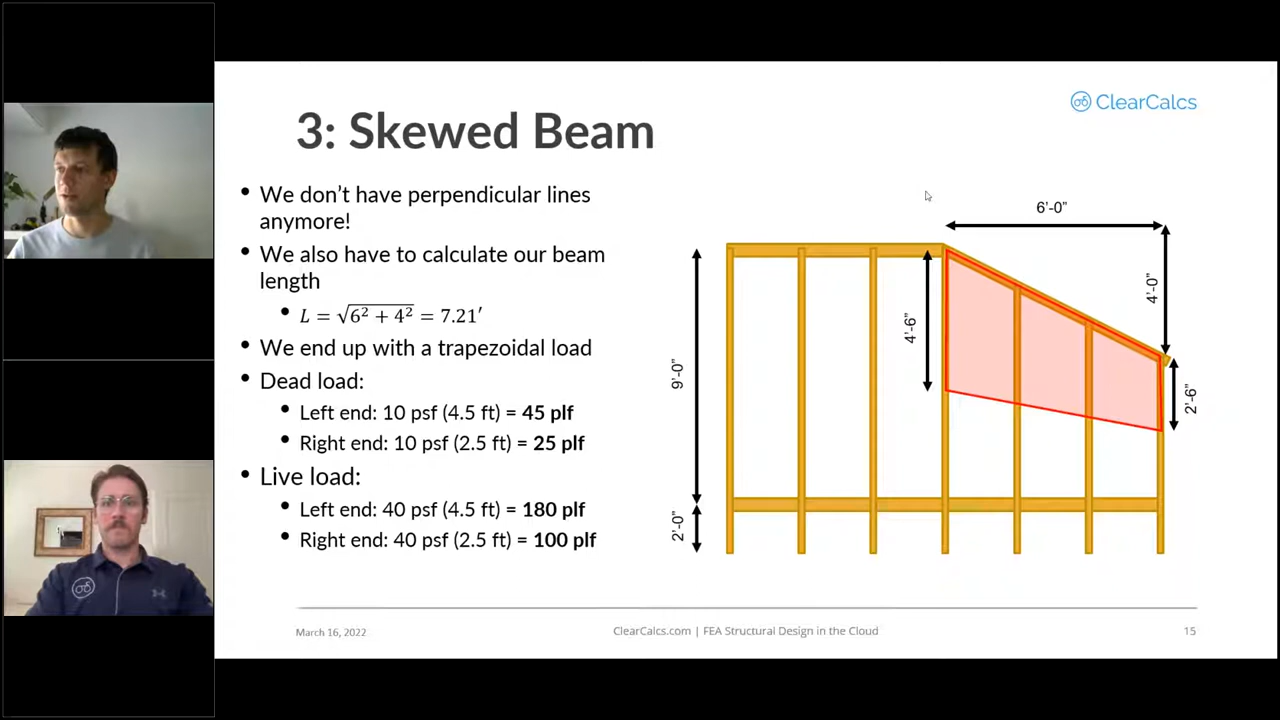 ClearCalcs
3: Skewed Beam
• We don’t have perpendicular lines
anymore!
• We also have to calculate our beam
length
• L = √6² + 4² = 7.21′
• We end up with a trapezoidal load
• Dead load:
• Left end: 10 psf (4.5 ft) = 45 plf
• Right end: 10 psf (2.5 ft) = 25 plf
• Live load:
• Left end: 40 psf (4.5 ft) = 180 plf
• Right end: 40 psf (2.5 ft) = 100 plf
6’-0”
4’-0”
4’-6”
9’-0”
2’-6”
2’-0”
March 16, 2022
ClearCalcs.com | FEA Structural Design in the Cloud
15